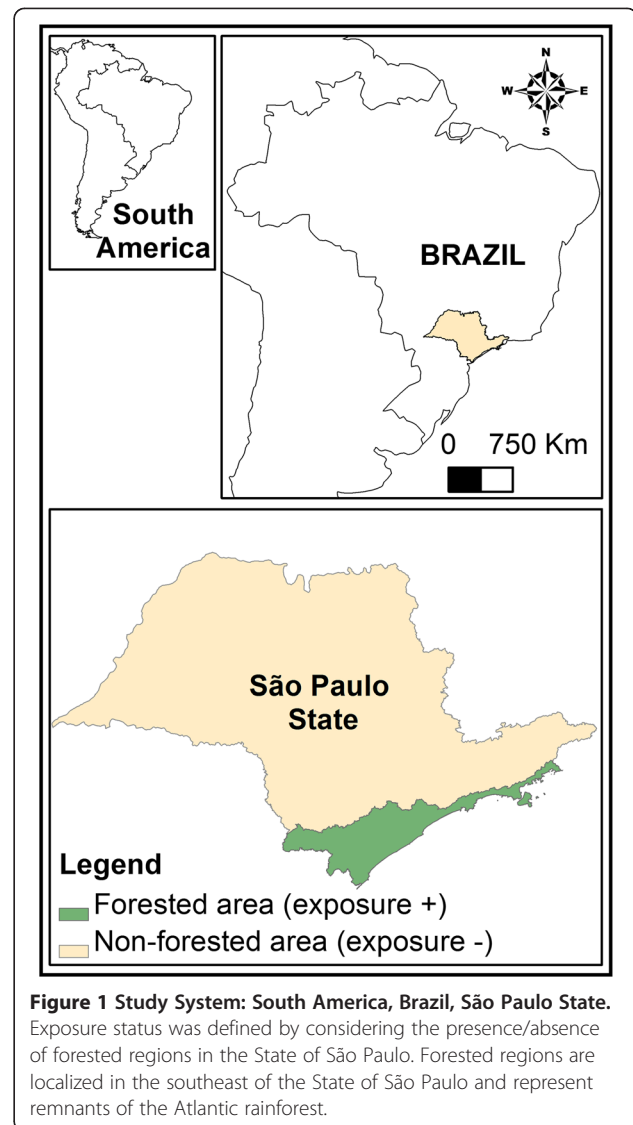 South
America
N
W E
S
BRAZIL
0 750 Km
São Paulo
State
Legend
Forested area (exposure +)
Non-forested area (exposure -)
Figure 1 Study System: South America, Brazil, São Paulo State.
Exposure status was defined by considering the presence/absence
of forested regions in the State of São Paulo. Forested regions are
localized in the southeast of the State of São Paulo and represent
remnants of the Atlantic rainforest.